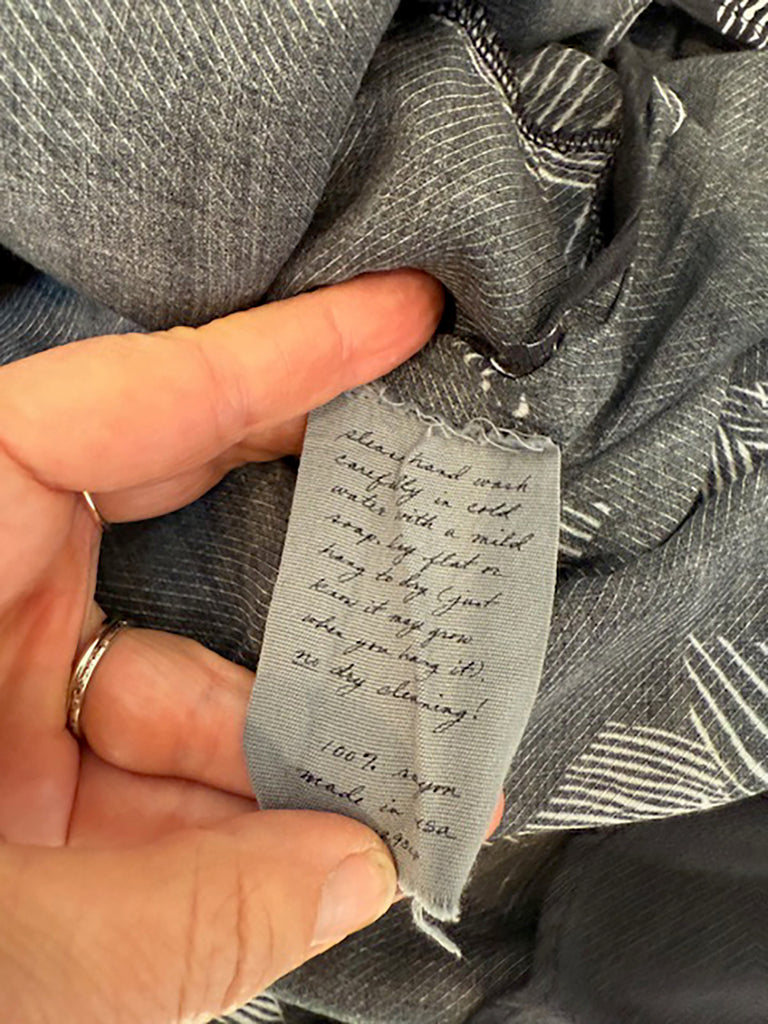 please hand wash
carefully in cold
water with a mild
soap. lay flat or
hang to dry (just
know it may grow
when you hang it).
no dry cleaning!
100% rayon
made in usa